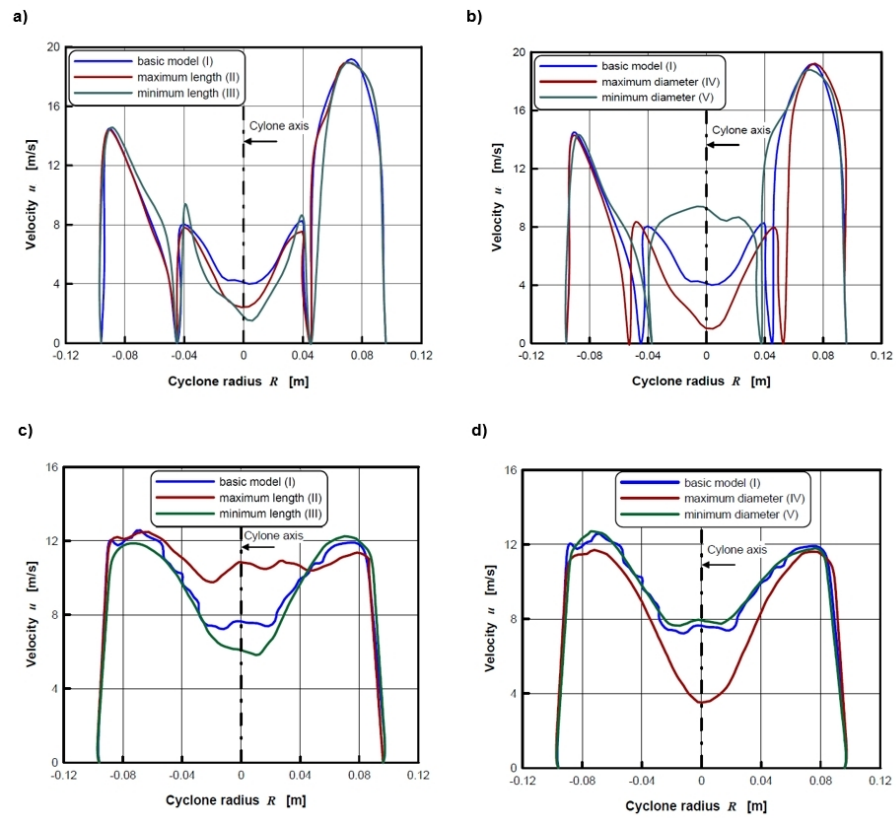 a)
basic model (I)
maximum length (II)
minimum length (III)
Cylone axis
Velocity u [m/s]
20
16
12
8
4
0
-0.12
-0.08
-0.04
0
0.04
0.08
0.12
Cyclone radius R [m]
b)
basic model (I)
maximum diameter (IV)
minimum diameter (V)
Cylone axis
Velocity u [m/s]
20
16
12
8
4
0
-0.12
-0.08
-0.04
0
0.04
0.08
0.12
Cyclone radius R [m]
c)
basic model (I)
maximum length (II)
minimum length (III)
Cylone axis
Velocity u [m/s]
16
12
8
4
0
-0.12
-0.08
-0.04
0
0.04
0.08
0.12
Cyclone radius R [m]
d)
basic model (I)
maximum diameter (IV)
minimum diameter (V)
Cylone axis
Velocity u [m/s]
16
12
8
4
0
-0.12
-0.08
-0.04
0
0.04
0.08
0.12
Cyclone radius R [m]